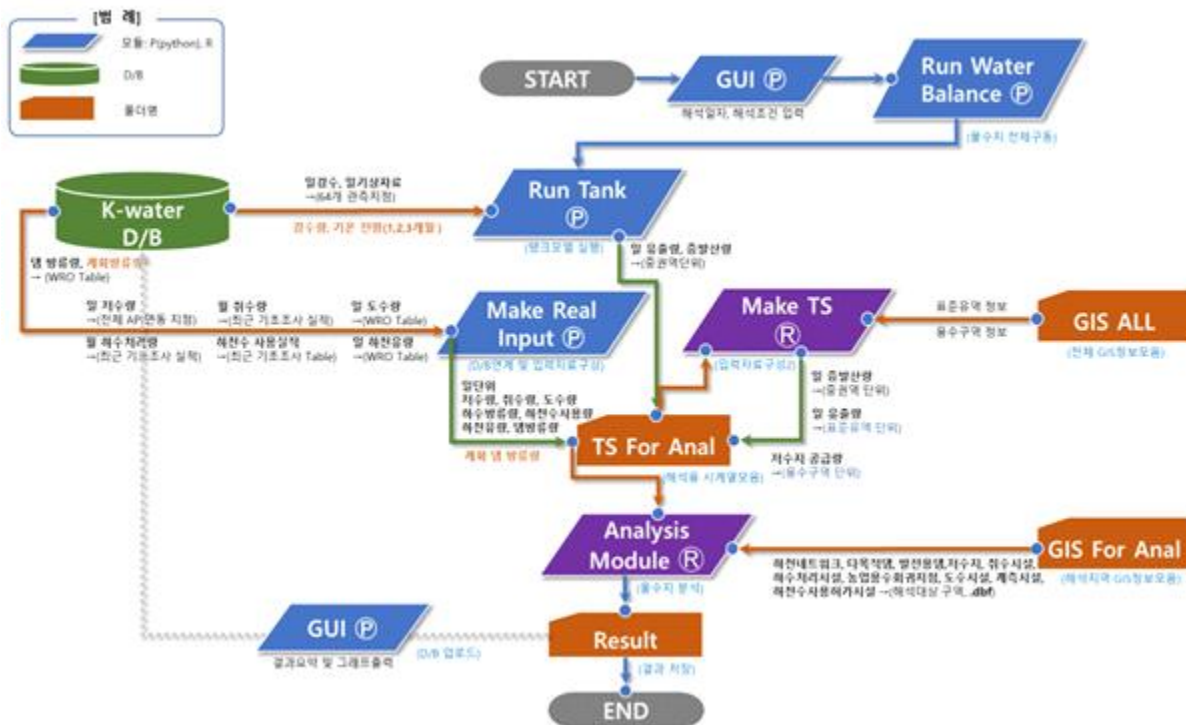 [범 례]
모듈: P(python), R
D/B
폴더명
START
GUI Ⓟ
해석일자, 해석조건 입력
Run Water
Balance Ⓟ
(물수지 전체구동)
K-water
D/B
일강수, 일기상자료
→(64개 관측지점)
강수량, 기온 전망(1,2,3개월)
Run Tank
Ⓟ
(탱크모델 실행)
일 유출량, 증발산량
→(중권역단위)
댐 방류량, 계획방류량
→ (WRO Table)
일 저수량
→(전체 API연동 지점)
월 하수처리량
→(최근 기초조사 실적)
월 취수량
→(최근 기초조사 실적)
하천수 사용실적
→(최근 기초조사 Table)
일 도수량
→(WRO Table)
일 하천유량
→(WRO Table)
Make Real
Input Ⓟ
(D/B연계 및 입력자료구성)
일단위
저수량, 취수량, 도수량
하수방류량, 하천수사용량
하천유량, 댐방류량
계획 댐 방류량
Make TS
Ⓡ
(입력자료구성2)
표준유역 정보
용수구역 정보
GIS ALL
(전체 GIS정보모음)
일 증발산량
→(중권역 단위)
일 유출량
→(표준유역 단위)
저수지 공급량
→(용수구역 단위)
TS For Anal
(해석용 시계열모음)
Analysis
Module Ⓡ
(물수지 분석)
GIS For Anal
(해석지역 GIS정보모음)
하천네트워크, 다목적댐, 발전용댐,저수지, 취수시설,
하수처리시설, 농업용수회귀지점, 도수시설, 계측시설,
하천수사용허가시설 →(해석대상 구역, .dbf)
GUI Ⓟ
결과요약 및 그래프출력
(D/B 업로드)
Result
(결과 저장)
END